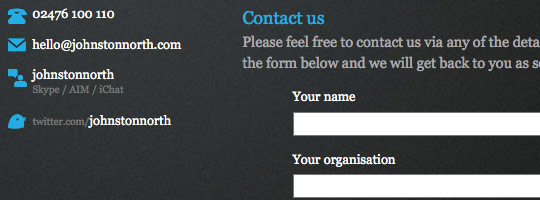 02476 100 110
hello@johnstonnorth.com
johnstonnorth
Skype / AIM / iChat
twitter.com/johnstonnorth
Contact us
Please feel free to contact us via any of the deta
the form below and we will get back to you as s
Your name
Your organisation